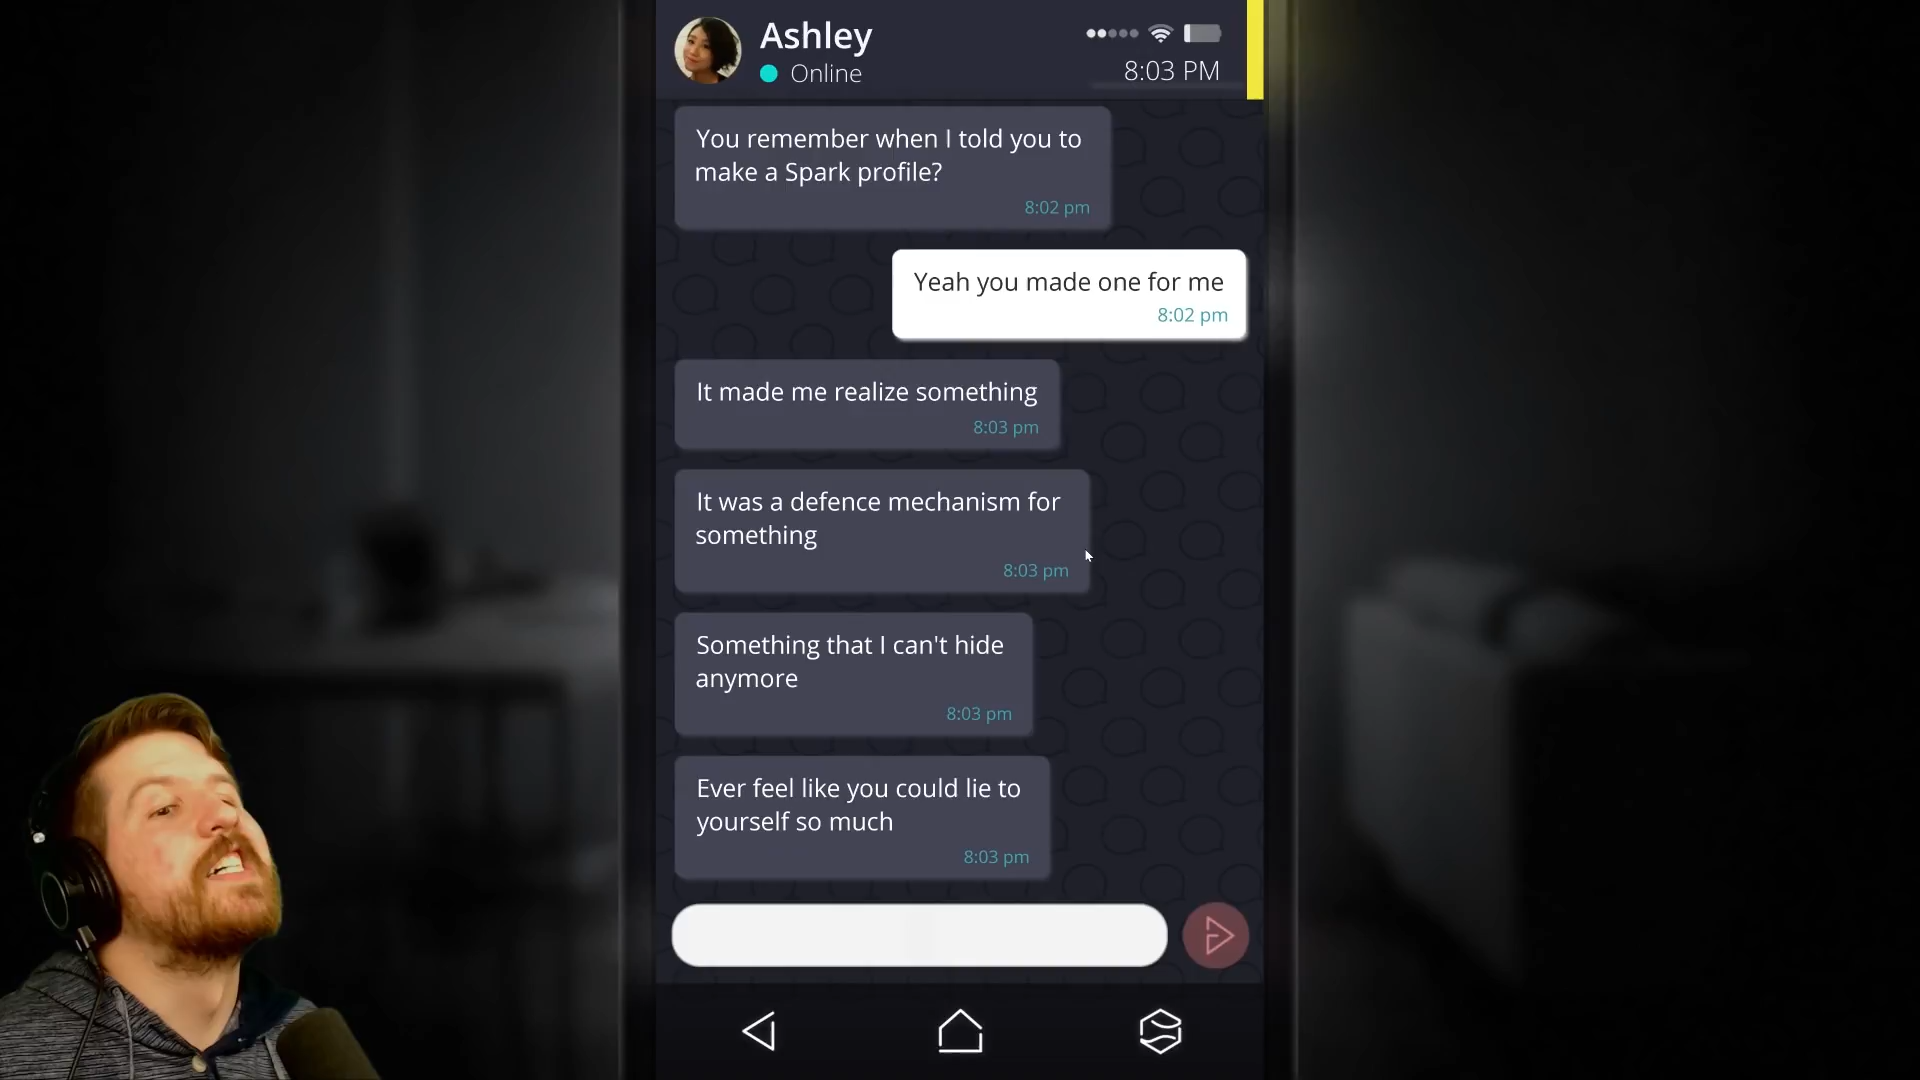 Ashley
Online
8:03 PM
You remember when I told you to
make a Spark profile?
8:02 pm
Yeah you made one for me
8:02 pm
It made me realize something
8:03 pm
It was a defence mechanism for
something
8:03 pm
Something that I can't hide
anymore
8:03 pm
Ever feel like you could lie to
yourself so much
8:03 pm